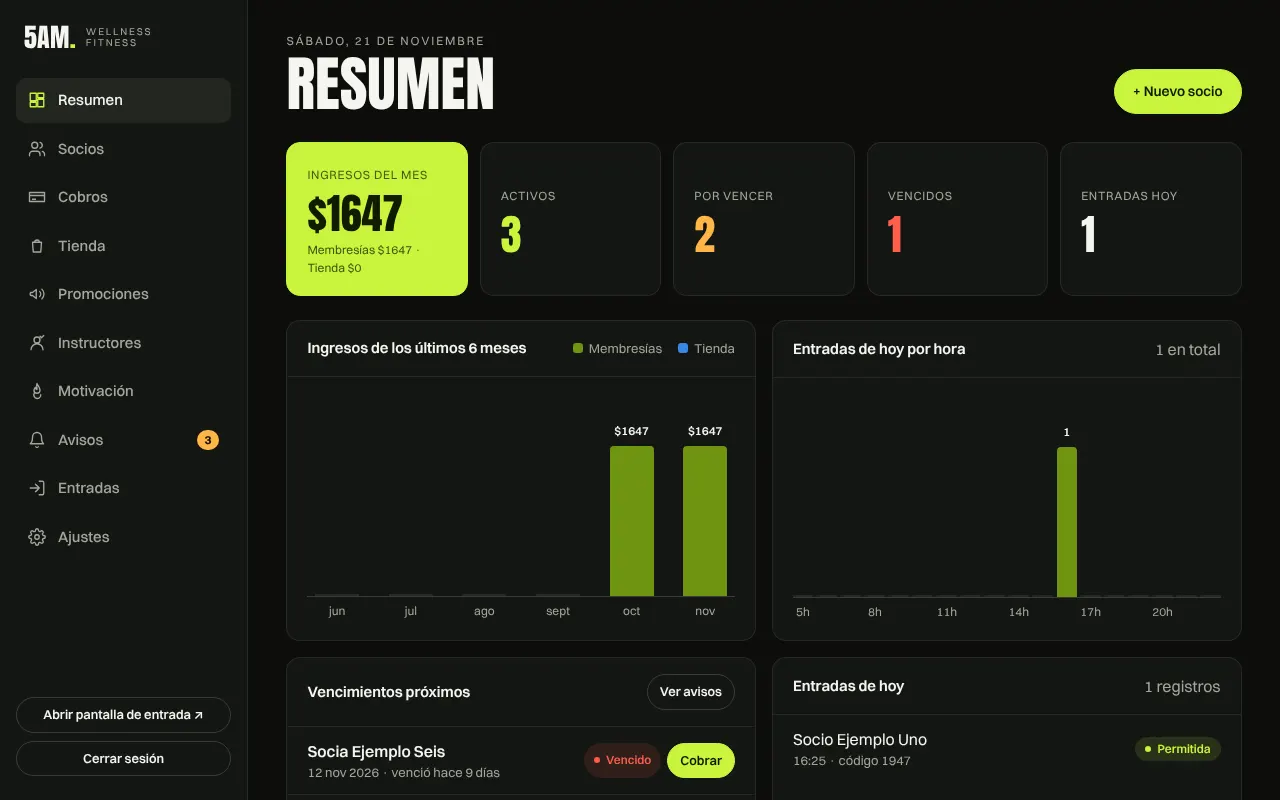 5AM.
WELLNESS
FITNESS
Resumen
Socios
Cobros
Tienda
Promociones
Instructores
Motivación
Avisos
3
Entradas
Ajustes
Abrir pantalla de entrada ↗
Cerrar sesión
SÁBADO, 21 DE NOVIEMBRE
RESUMEN
+ Nuevo socio
INGRESOS DEL MES
$1647
Membresías $1647 ·
Tienda $0
ACTIVOS
3
POR VENCER
2
VENCIDOS
1
ENTRADAS HOY
1
Ingresos de los últimos 6 meses
Membresías
Tienda
$1647
$1647
jun
jul
ago
sept
oct
nov
Entradas de hoy por hora
1 en total
1
5h
8h
11h
14h
17h
20h
Vencimientos próximos
Ver avisos
Socia Ejemplo Seis
12 nov 2026 · venció hace 9 días
Vencido
Cobrar
Entradas de hoy
1 registros
Socio Ejemplo Uno
16:25 · código 1947
Permitida